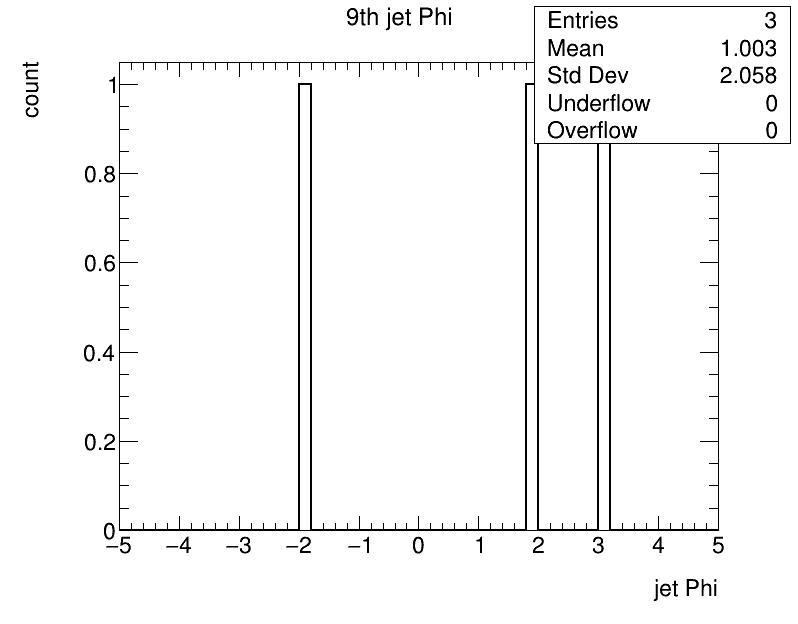 9th jet Phi
Entries 3
Mean 1.003
Std Dev 2.058
Underflow 0
Overflow 0
count
1
0.8
0.6
0.4
0.2
0
−5 −4 −3 −2 −1 0 1 2 3 4 5
jet Phi